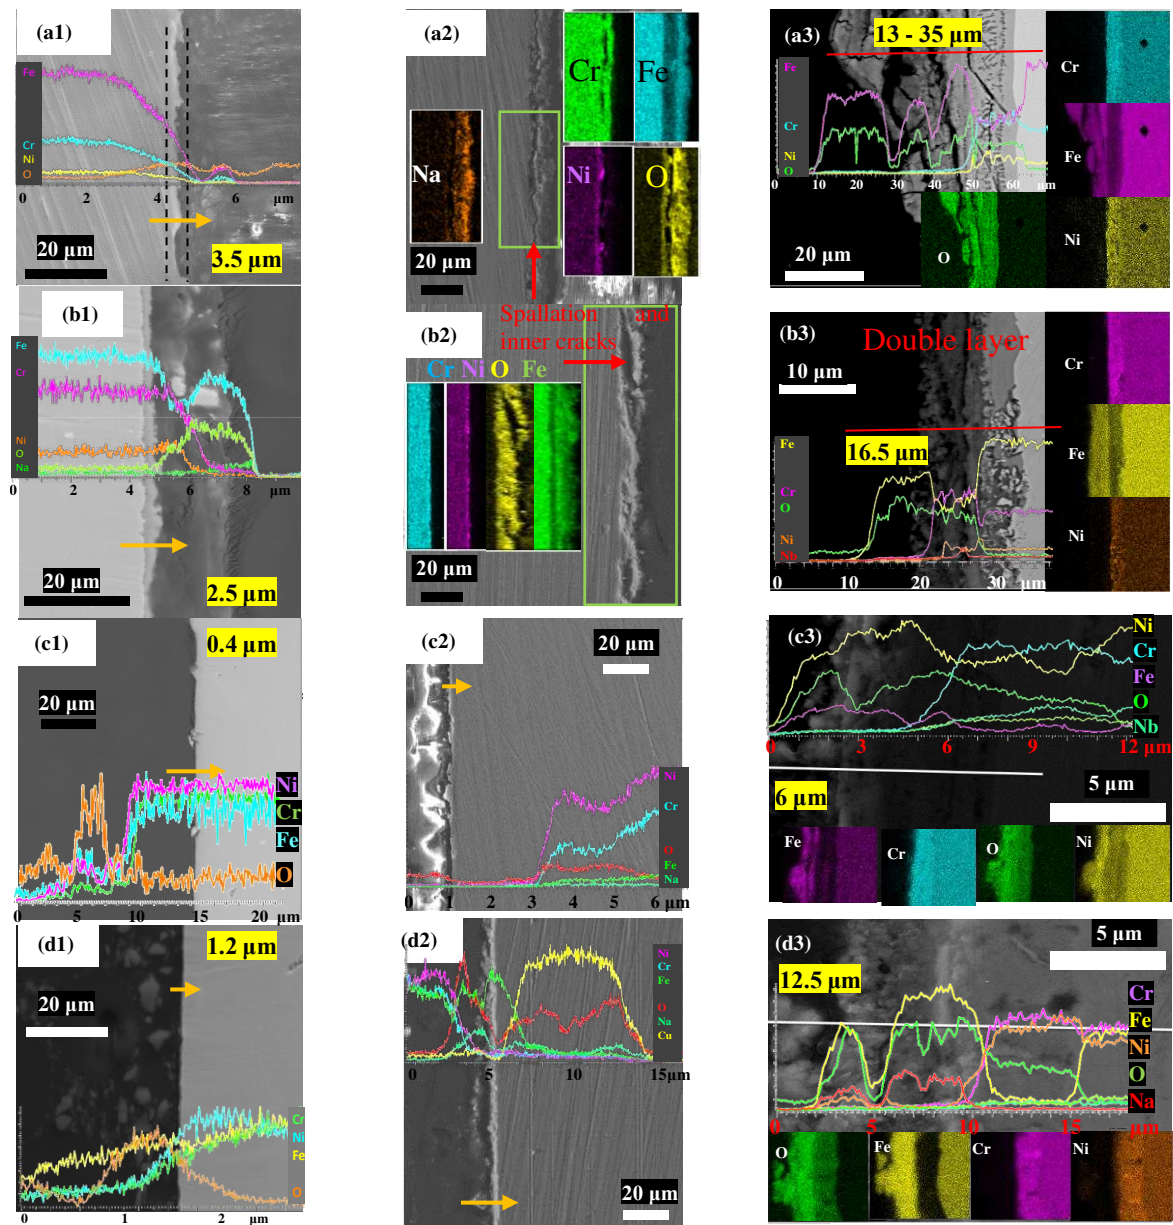 (a1)
Fe
Cr
Ni
O
0 2 4 6 µm
20 µm
3.5 µm
(a2)
Cr
Fe
Na
Ni
O
20 µm
Spallation and
inner cracks
(a3)
13 - 35 µm
Fe
Cr
Ni
O
0 10 20 30 40 50 60 µm
Cr
Fe
Ni
O
20 µm
(b1)
Fe
Cr
Ni
O
Na
0 2 4 6 8 µm
20 µm
2.5 µm
(b2)
Cr Ni O Fe
20 µm
(b3)
Double layer
10 µm
16.5 µm
Fe
Cr
O
Ni
Nb
0 10 20 30 µm
Cr
Fe
Ni
(c1)
0.4 µm
20 µm
Ni
Cr
Fe
O
0 5 10 15 20 µm
(c2)
20 µm
Ni
Cr
O
Fe
Na
0 1 2 3 4 5 6 µm
(c3)
Ni
Cr
Fe
O
Nb
0 3 6 9 12 µm
6 µm
5 µm
Fe
Cr
O
Ni
(d1)
1.2 µm
20 µm
Cr
Ni
Fe
O
0 1 2 µm
(d2)
Ni
Cr
Fe
O
Na
Cu
0 5 10 15µm
20 µm
(d3)
5 µm
12.5 µm
Cr
Fe
Ni
O
Na
0 5 10 15 µm
O
Fe
Cr
Ni